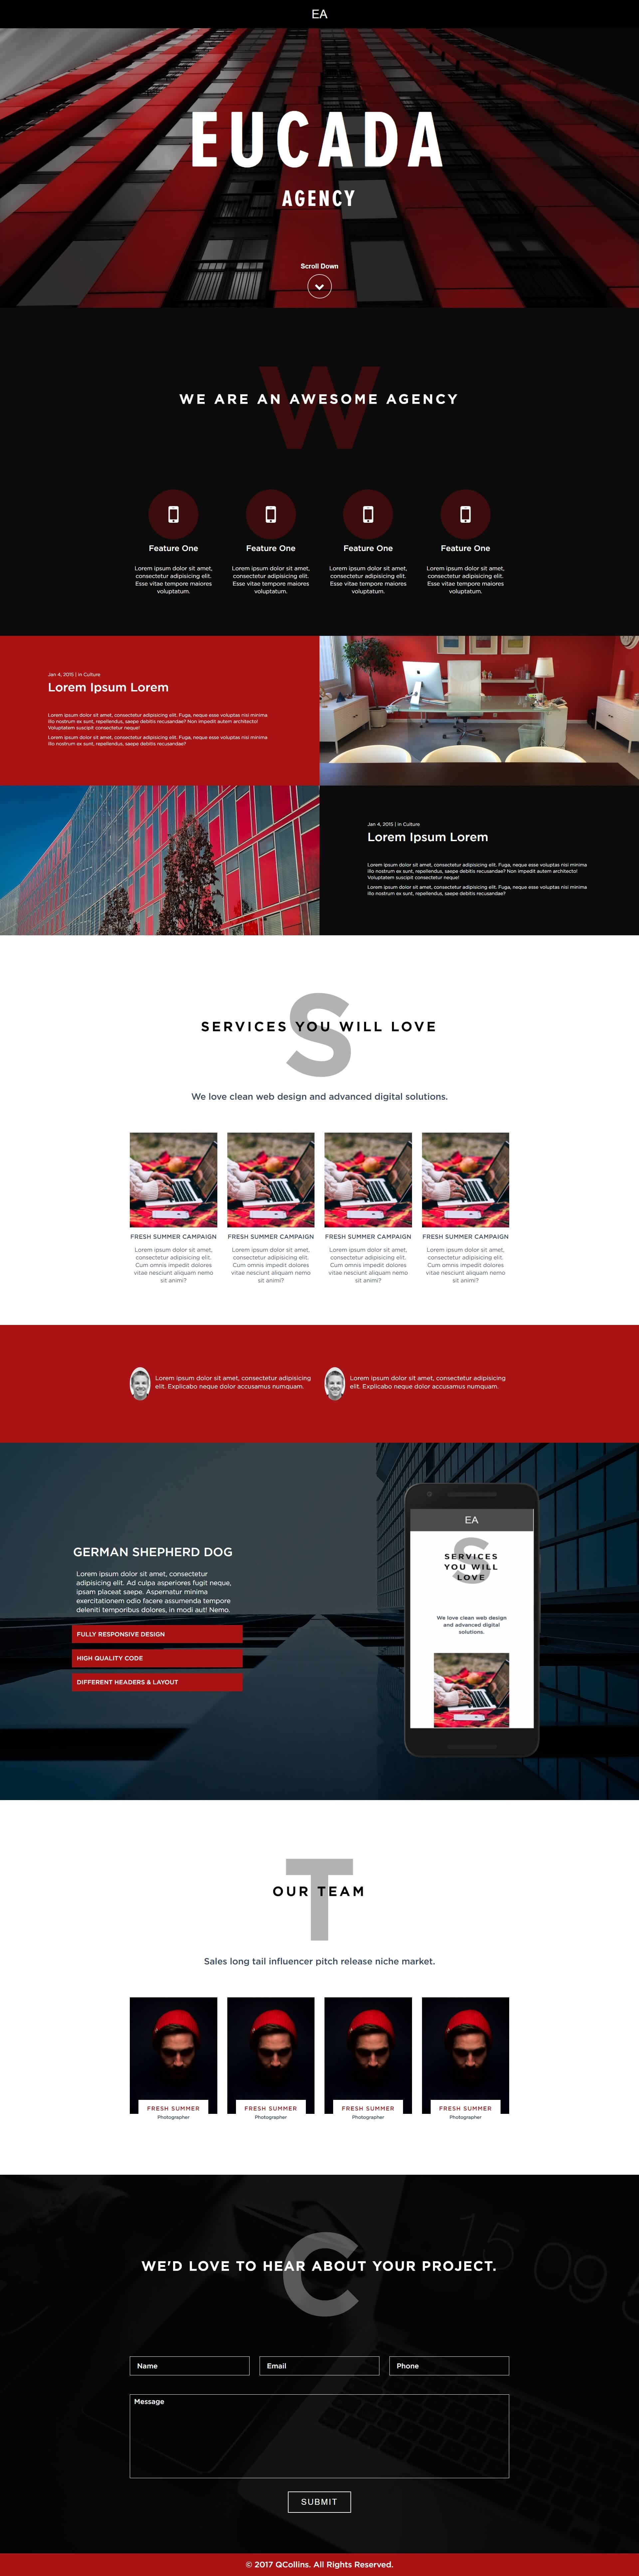 EA
EUCADA
AGENCY
Scroll Down
W
WE ARE AN AWESOME AGENCY
Feature One
Lorem ipsum dolor sit amet,
consectetur adipisicing elit.
Esse vitae tempore maiores
voluptatum.
Feature One
Lorem ipsum dolor sit amet,
consectetur adipisicing elit.
Esse vitae tempore maiores
voluptatum.
Feature One
Lorem ipsum dolor sit amet,
consectetur adipisicing elit.
Esse vitae tempore maiores
voluptatum.
Feature One
Lorem ipsum dolor sit amet,
consectetur adipisicing elit.
Esse vitae tempore maiores
voluptatum.
Jan 4, 2015 | in Culture
Lorem Ipsum Lorem
Lorem ipsum dolor sit amet, consectetur adipisicing elit. Fuga, neque esse voluptas nisi minima
illo nostrum ex sunt, repellendus, saepe debitis recusandae? Non impedit autem architecto!
Voluptatem suscipit consectetur neque!
Lorem ipsum dolor sit amet, consectetur adipisicing elit. Fuga, neque esse voluptas nisi minima
illo nostrum ex sunt, repellendus, saepe debitis recusandae?
Jan 4, 2015 | in Culture
Lorem Ipsum Lorem
Lorem ipsum dolor sit amet, consectetur adipisicing elit. Fuga, neque esse voluptas nisi minima
illo nostrum ex sunt, repellendus, saepe debitis recusandae? Non impedit autem architecto!
Voluptatem suscipit consectetur neque!
Lorem ipsum dolor sit amet, consectetur adipisicing elit. Fuga, neque esse voluptas nisi minima
illo nostrum ex sunt, repellendus, saepe debitis recusandae?
S
SERVICES YOU WILL LOVE
We love clean web design and advanced digital solutions.
FRESH SUMMER CAMPAIGN
Lorem ipsum dolor sit amet,
consectetur adipisicing elit.
Cum omnis impedit dolores
vitae nesciunt aliquam nemo
sit animi?
FRESH SUMMER CAMPAIGN
Lorem ipsum dolor sit amet,
consectetur adipisicing elit.
Cum omnis impedit dolores
vitae nesciunt aliquam nemo
sit animi?
FRESH SUMMER CAMPAIGN
Lorem ipsum dolor sit amet,
consectetur adipisicing elit.
Cum omnis impedit dolores
vitae nesciunt aliquam nemo
sit animi?
FRESH SUMMER CAMPAIGN
Lorem ipsum dolor sit amet,
consectetur adipisicing elit.
Cum omnis impedit dolores
vitae nesciunt aliquam nemo
sit animi?
Lorem ipsum dolor sit amet, consectetur adipisicing
elit. Explicabo neque dolor accusamus numquam.
Lorem ipsum dolor sit amet, consectetur adipisicing
elit. Explicabo neque dolor accusamus numquam.
GERMAN SHEPHERD DOG
Lorem ipsum dolor sit amet, consectetur
adipisicing elit. Ad culpa asperiores fugit neque,
ipsam placeat saepe. Aspernatur minima
exercitationem odio facere assumenda tempore
deleniti temporibus dolores, in modi aut! Nemo.
FULLY RESPONSIVE DESIGN
HIGH QUALITY CODE
DIFFERENT HEADERS & LAYOUT
EA
S
SERVICES
YOU WILL
LOVE
We love clean web design
and advanced digital
solutions.
T
OUR TEAM
Sales long tail influencer pitch release niche market.
FRESH SUMMER
Photographer
FRESH SUMMER
Photographer
FRESH SUMMER
Photographer
FRESH SUMMER
Photographer
15 09
C
WE'D LOVE TO HEAR ABOUT YOUR PROJECT.
Name
Email
Phone
Message
SUBMIT
© 2017 QCollins. All Rights Reserved.